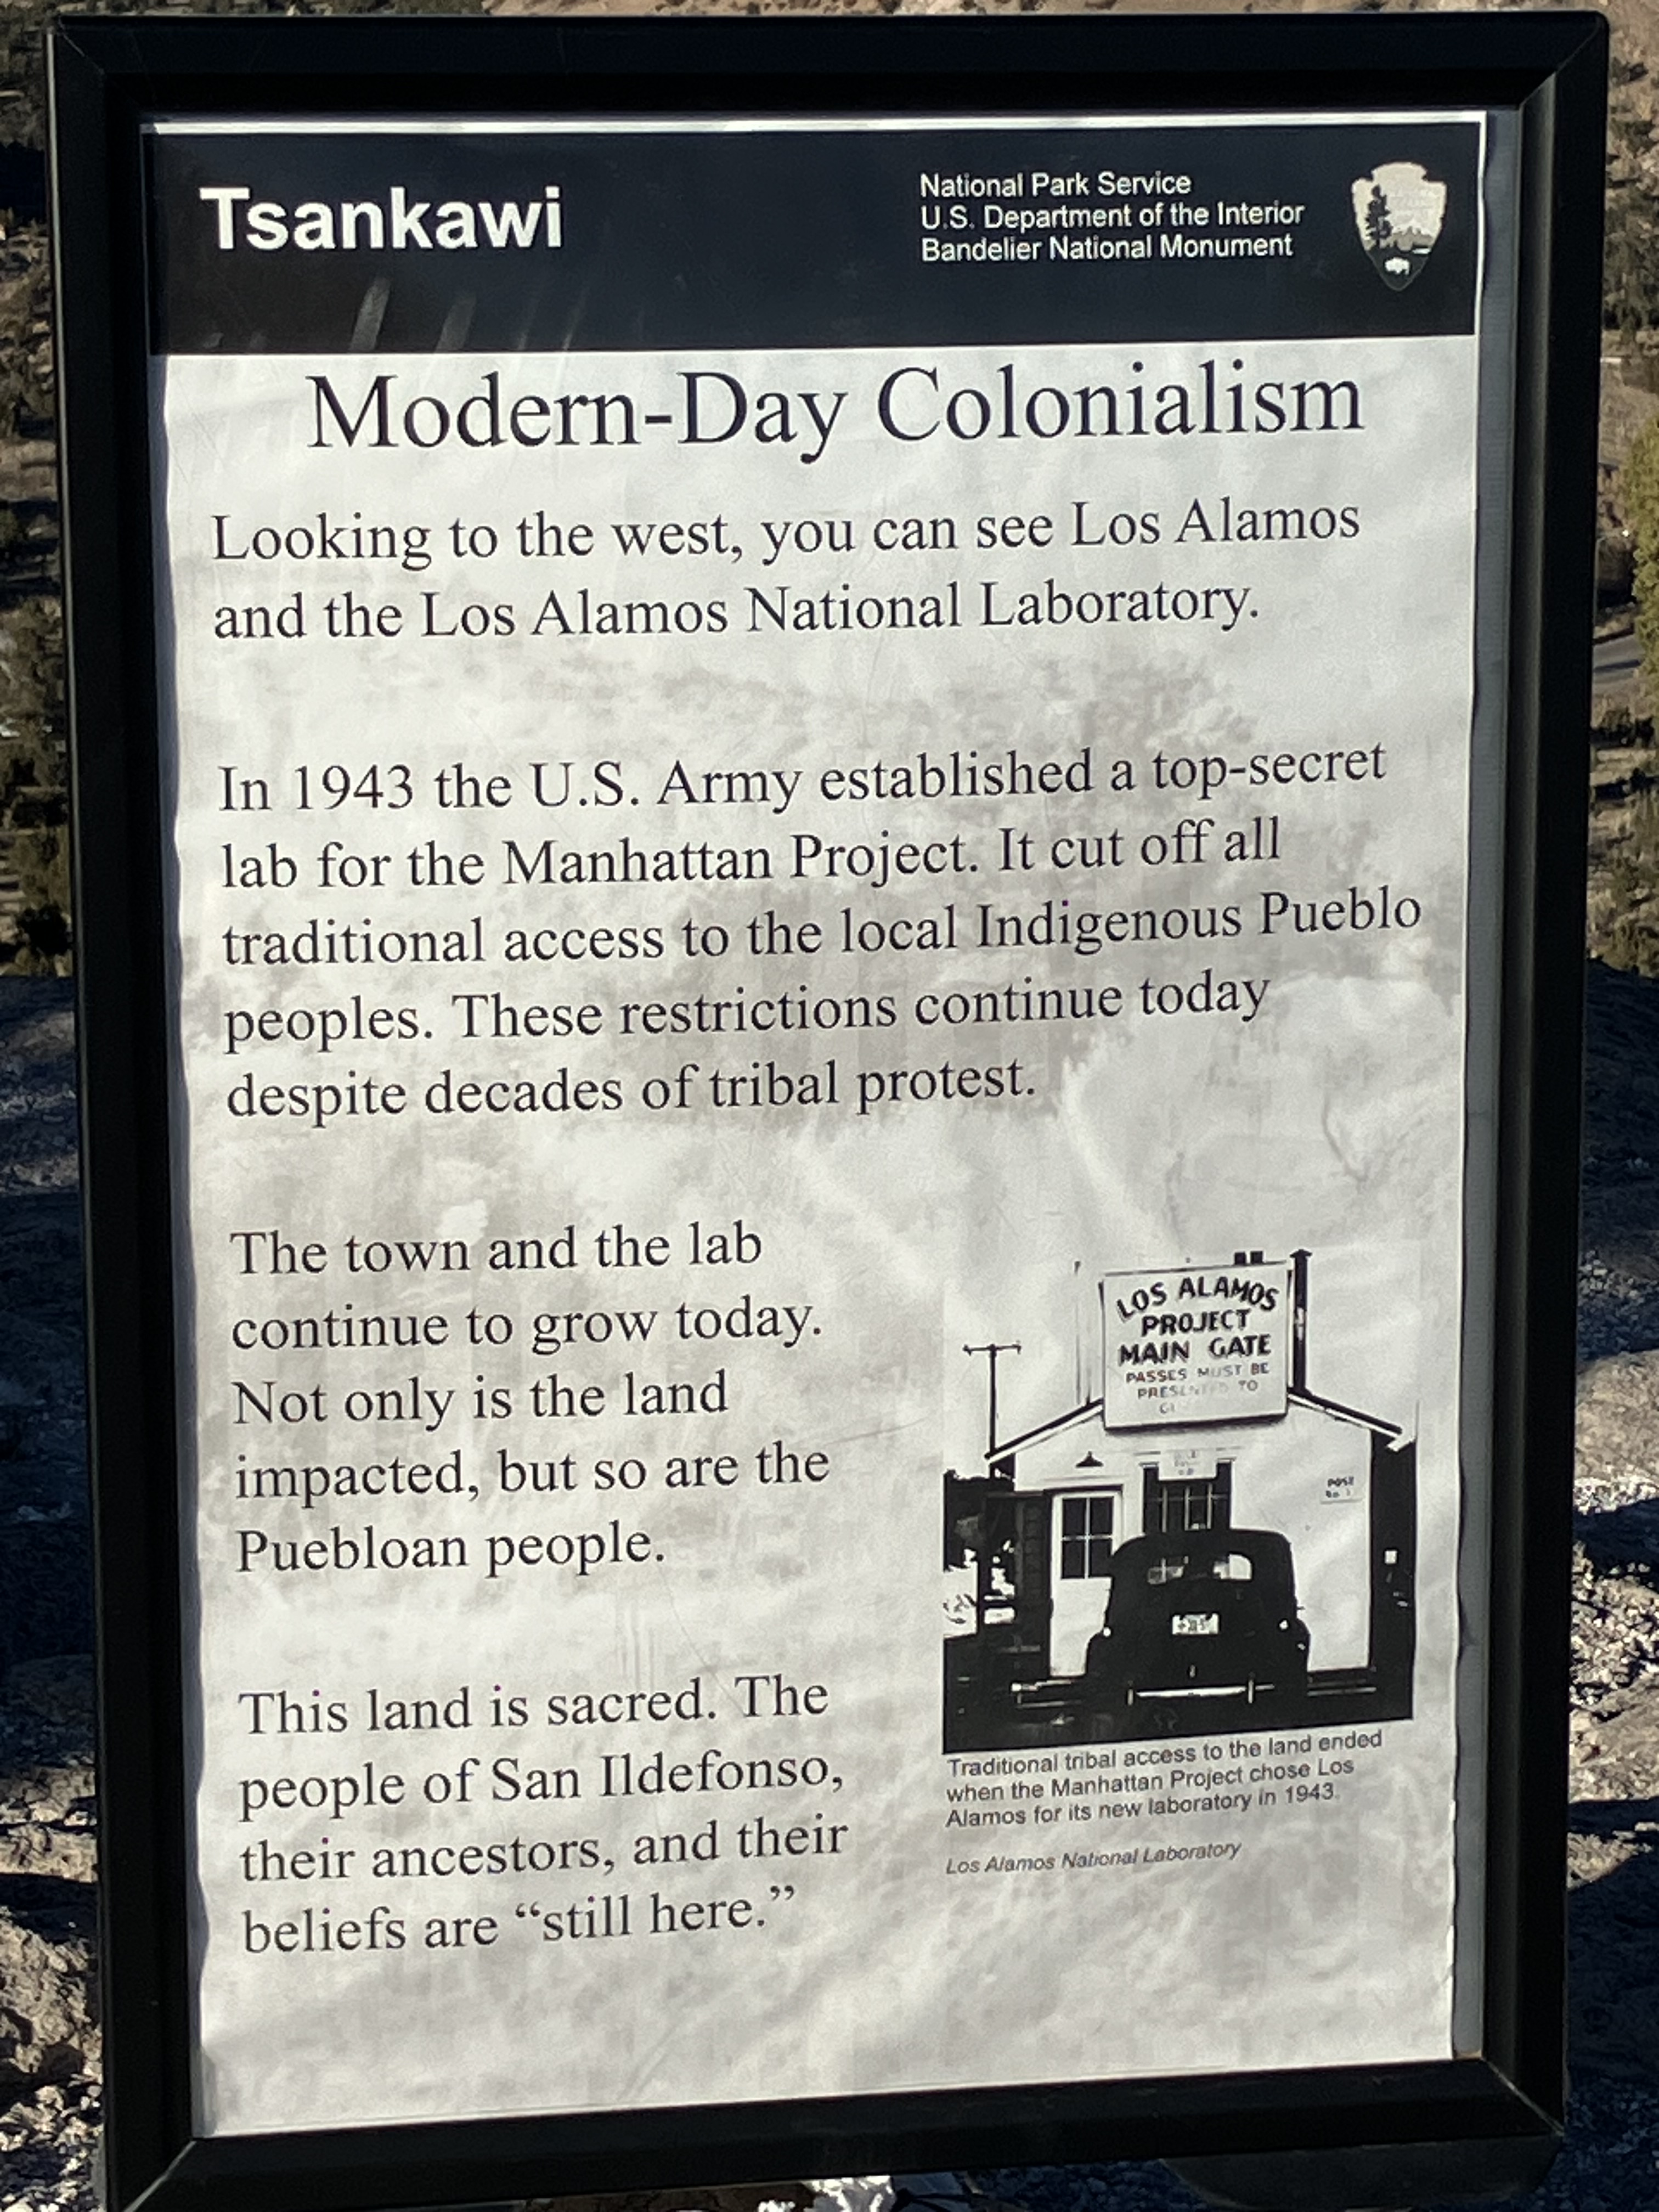 Tsankawi
National Park Service
U.S. Department of the Interior
Bandelier National Monument
Modern-Day Colonialism
Looking to the west, you can see Los Alamos
and the Los Alamos National Laboratory.
In 1943 the U.S. Army established a top-secret
lab for the Manhattan Project. It cut off all
traditional access to the local Indigenous Pueblo
peoples. These restrictions continue today
despite decades of tribal protest.
The town and the lab
continue to grow today.
Not only is the land
impacted, but so are the
Puebloan people.
This land is sacred. The
people of San Ildefonso,
their ancestors, and their
beliefs are “still here.”
LOS ALAMOS
PROJECT
MAIN GATE
PASSES MUST BE
PRESENTED TO
POST
Traditional tribal access to the land ended
when the Manhattan Project chose Los
Alamos for its new laboratory in 1943.
Los Alamos National Laboratory